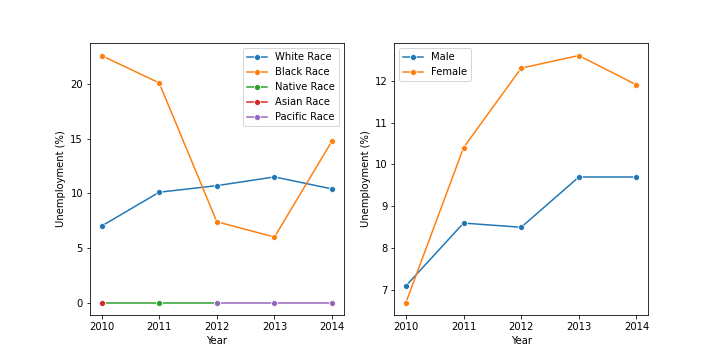 White Race
Black Race
Native Race
Asian Race
Pacific Race
Unemployment (%)
20
15
10
5
0
2010 2011 2012 2013 2014
Year
Male
Female
Unemployment (%)
12
11
10
9
8
7
2010 2011 2012 2013 2014
Year